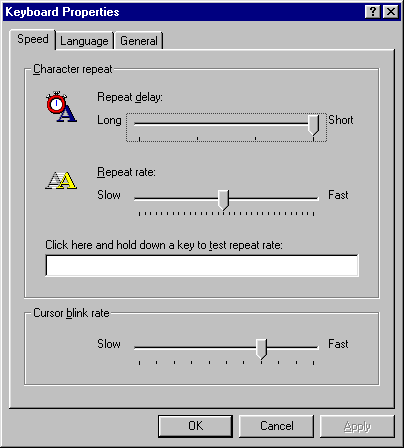 Keyboard Properties
Speed Language General
Character repeat
Repeat delay:
Long Short
Repeat rate:
Slow Fast
Click here and hold down a key to test repeat rate:
Cursor blink rate
Slow Fast
OK Cancel Apply